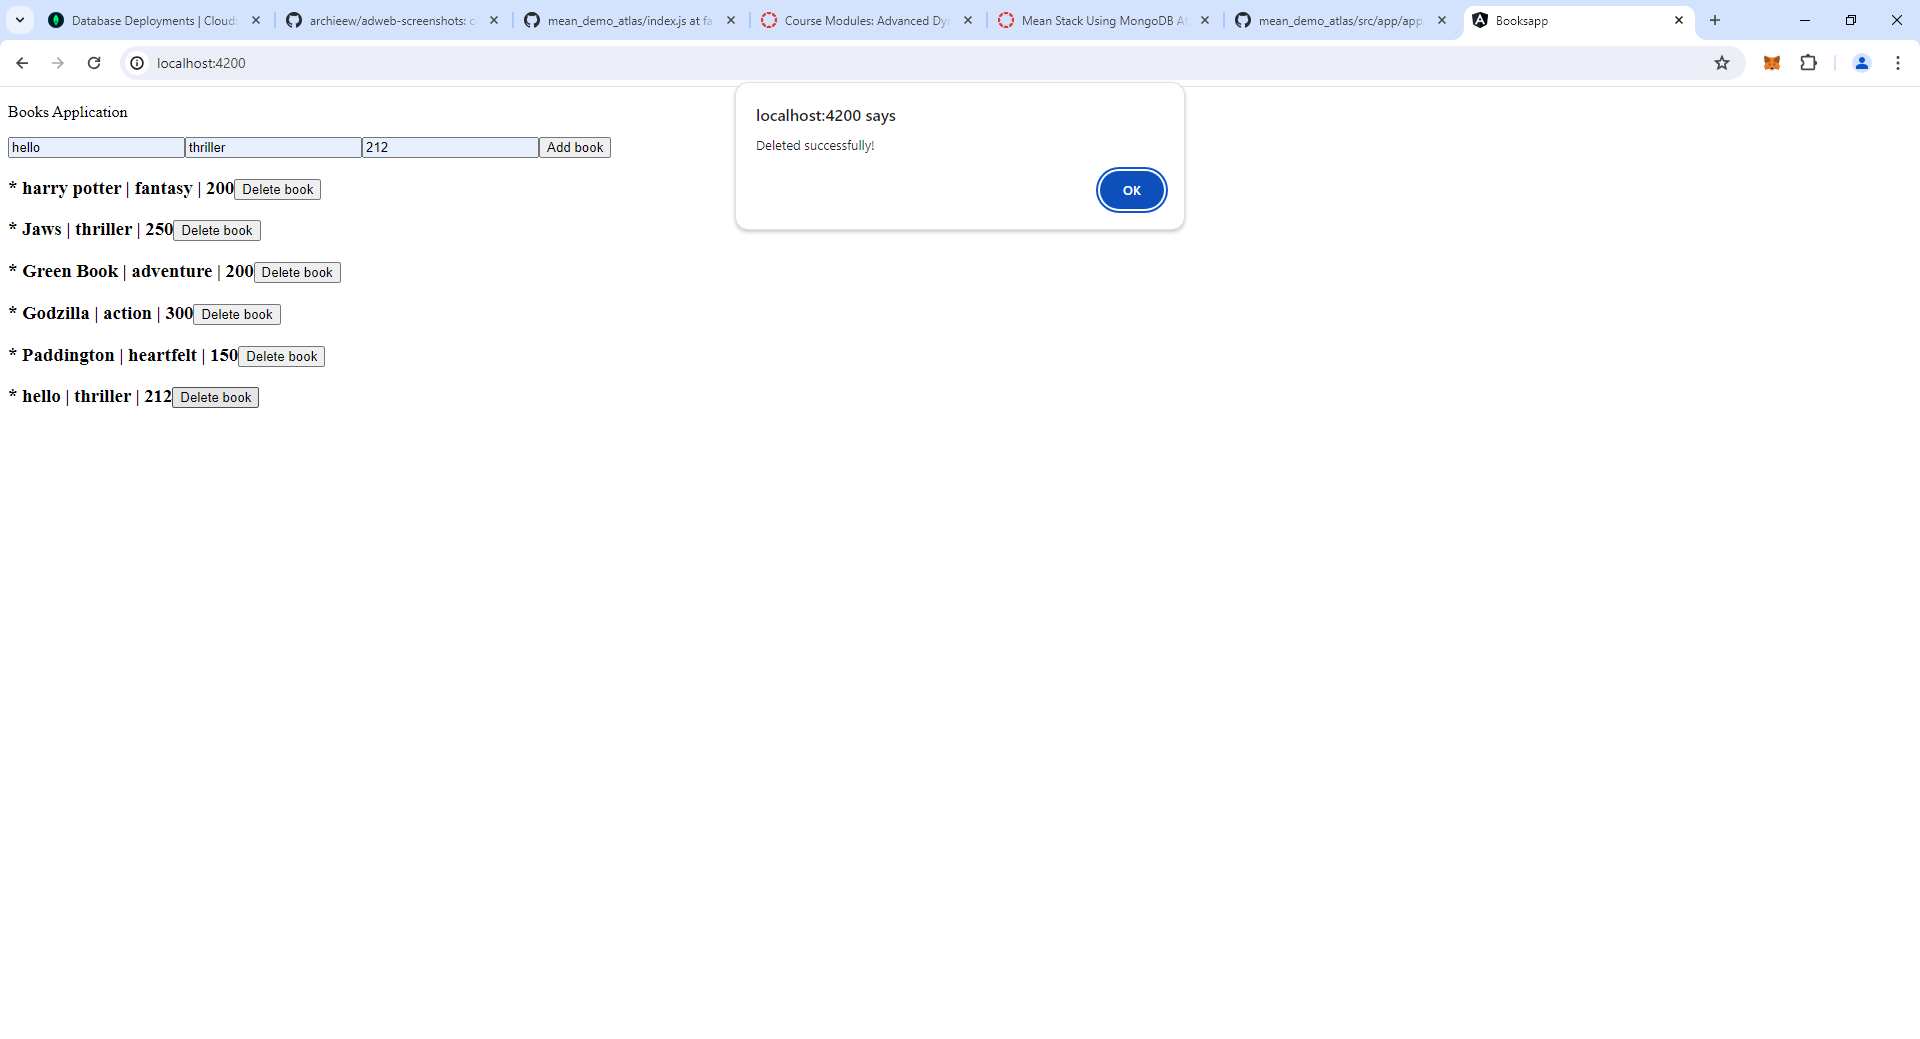 Database Deployments | Cloud:
archieew/adweb-screenshots: c
mean_demo_atlas/index.js at fa
Course Modules: Advanced Dyn
Mean Stack Using MongoDB At
mean_demo_atlas/src/app/app
Booksapp
localhost:4200
localhost:4200 says
Deleted successfully!
OK
Books Application
hello thriller 212 Add book
* harry potter | fantasy | 200 Delete book
* Jaws | thriller | 250 Delete book
* Green Book | adventure | 200 Delete book
* Godzilla | action | 300 Delete book
* Paddington | heartfelt | 150 Delete book
* hello | thriller | 212 Delete book